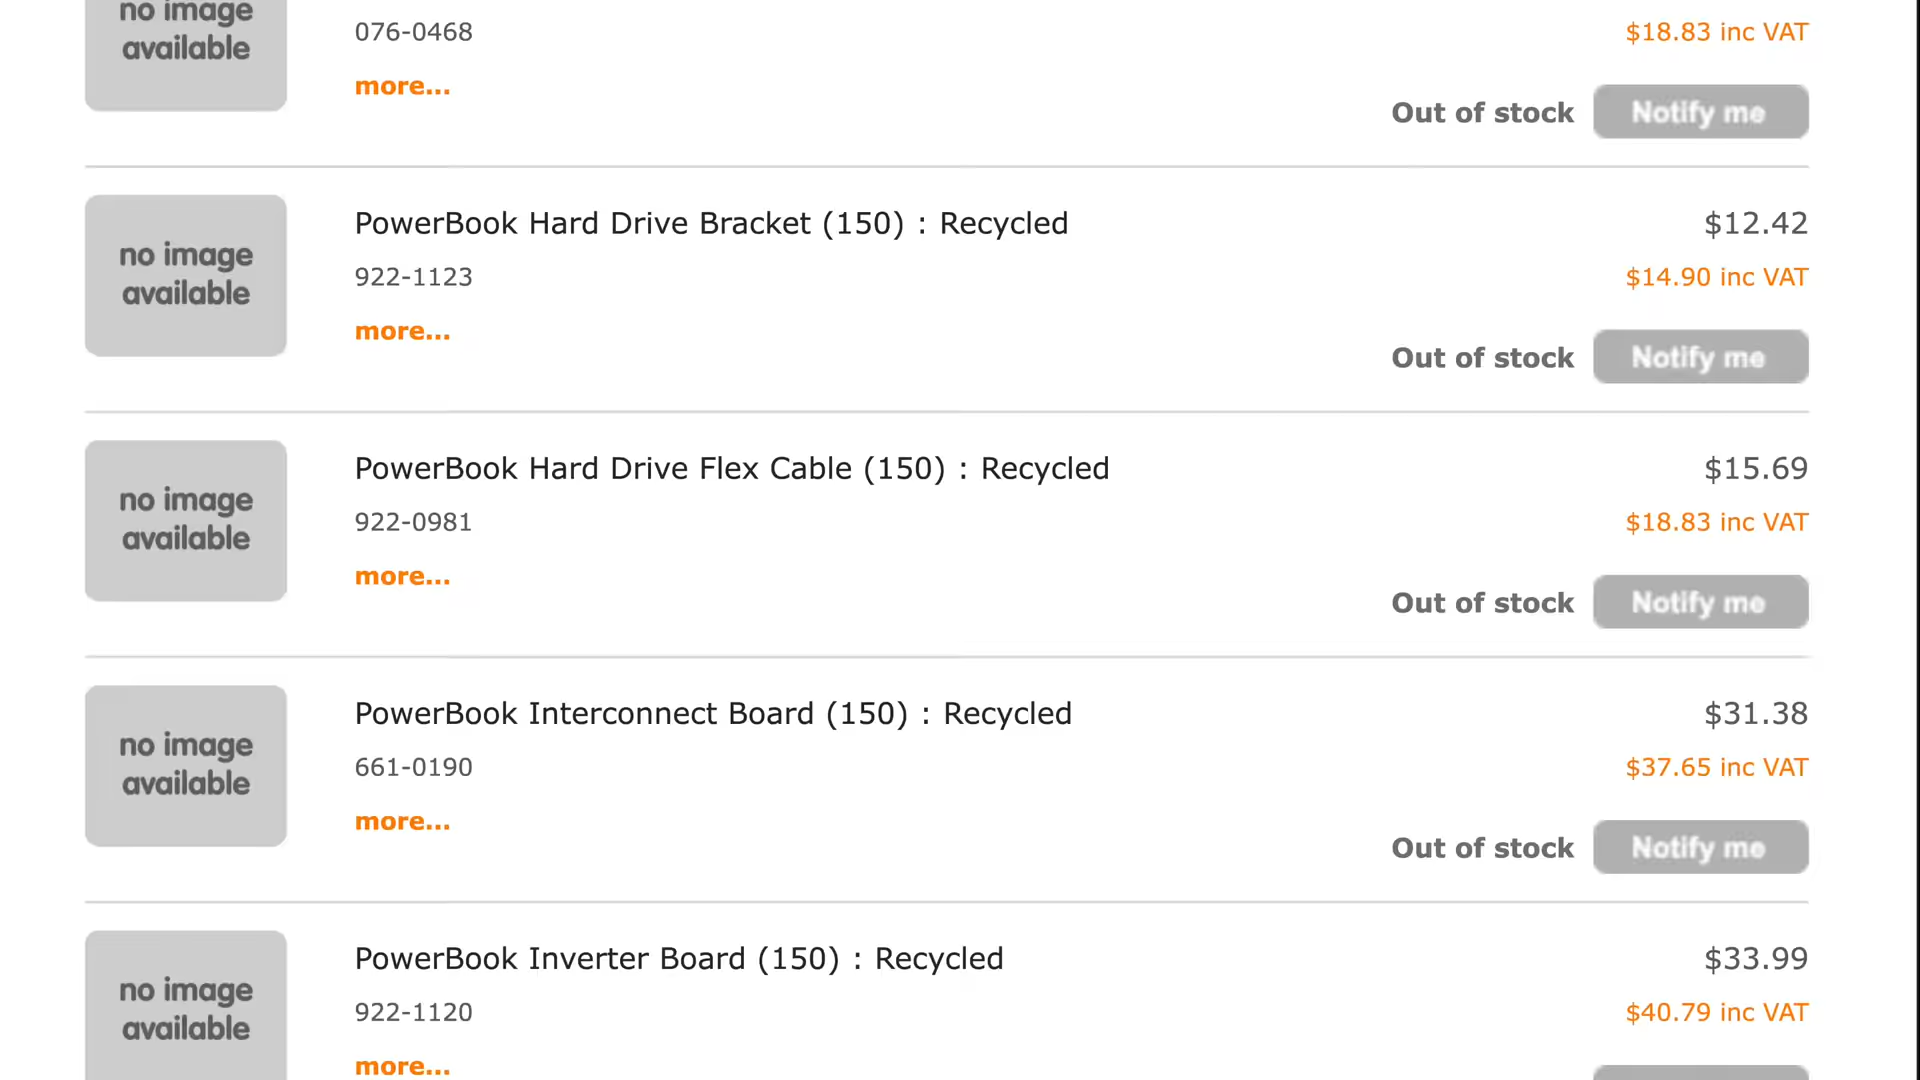 no image
available
076-0468
$18.83 inc VAT
more...
Out of stock
Notify me
no image
available
PowerBook Hard Drive Bracket (150) : Recycled
$12.42
922-1123
$14.90 inc VAT
more...
Out of stock
Notify me
no image
available
PowerBook Hard Drive Flex Cable (150) : Recycled
$15.69
922-0981
$18.83 inc VAT
more...
Out of stock
Notify me
no image
available
PowerBook Interconnect Board (150) : Recycled
$31.38
661-0190
$37.65 inc VAT
more...
Out of stock
Notify me
no image
available
PowerBook Inverter Board (150) : Recycled
$33.99
922-1120
$40.79 inc VAT
more...